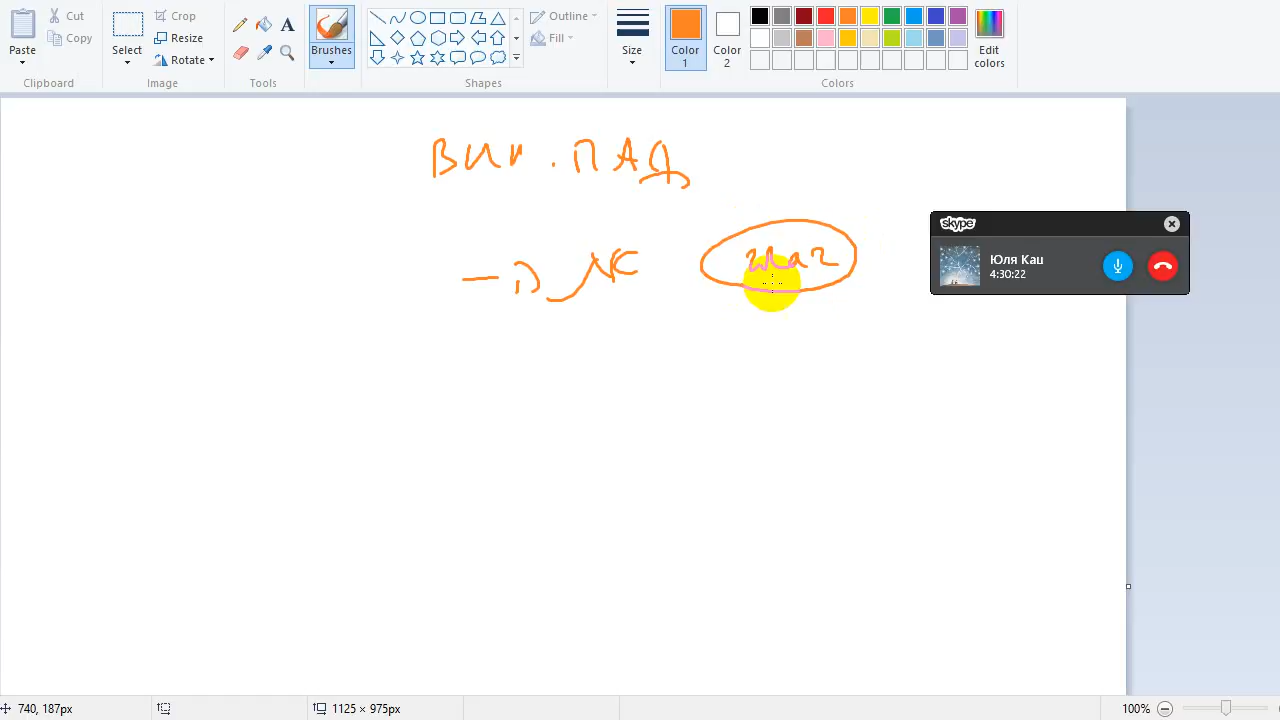 Cut
Copy
Paste
Clipboard
Crop
Resize
Rotate
Select
Image
Tools
Brushes
Outline
Fill
Shapes
Size
Color 1
Color 2
Edit colors
Colors
ВИН. ПАД
skype
Юля Кац
4:30:22
740, 187px
1125 × 975px
100%